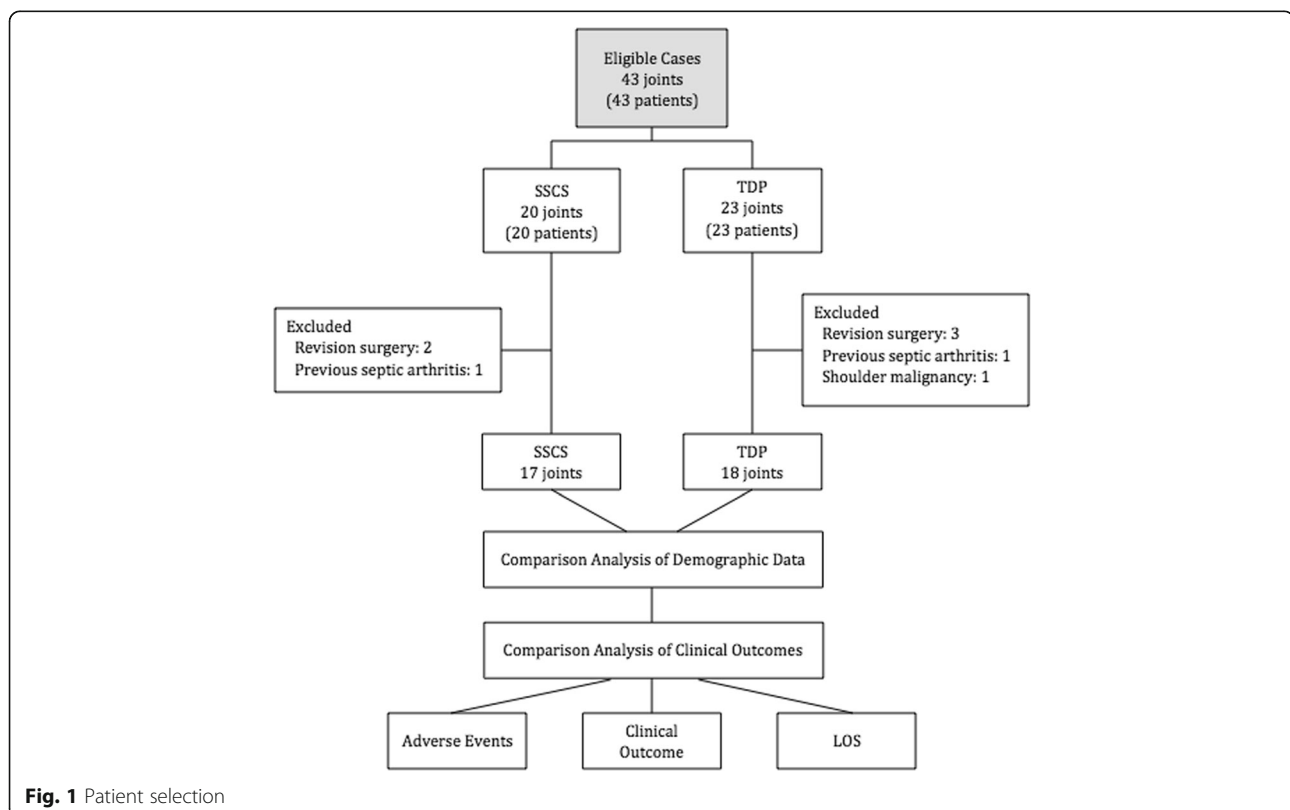 Eligible Cases
43 joints
(43 patients)
SSCS
20 joints
(20 patients)
TDP
23 joints
(23 patients)
Excluded
Revision surgery: 2
Previous septic arthritis: 1
Excluded
Revision surgery: 3
Previous septic arthritis: 1
Shoulder malignancy: 1
SSCS
17 joints
TDP
18 joints
Comparison Analysis of Demographic Data
Comparison Analysis of Clinical Outcomes
Adverse Events
Clinical
Outcome
LOS
Fig. 1 Patient selection